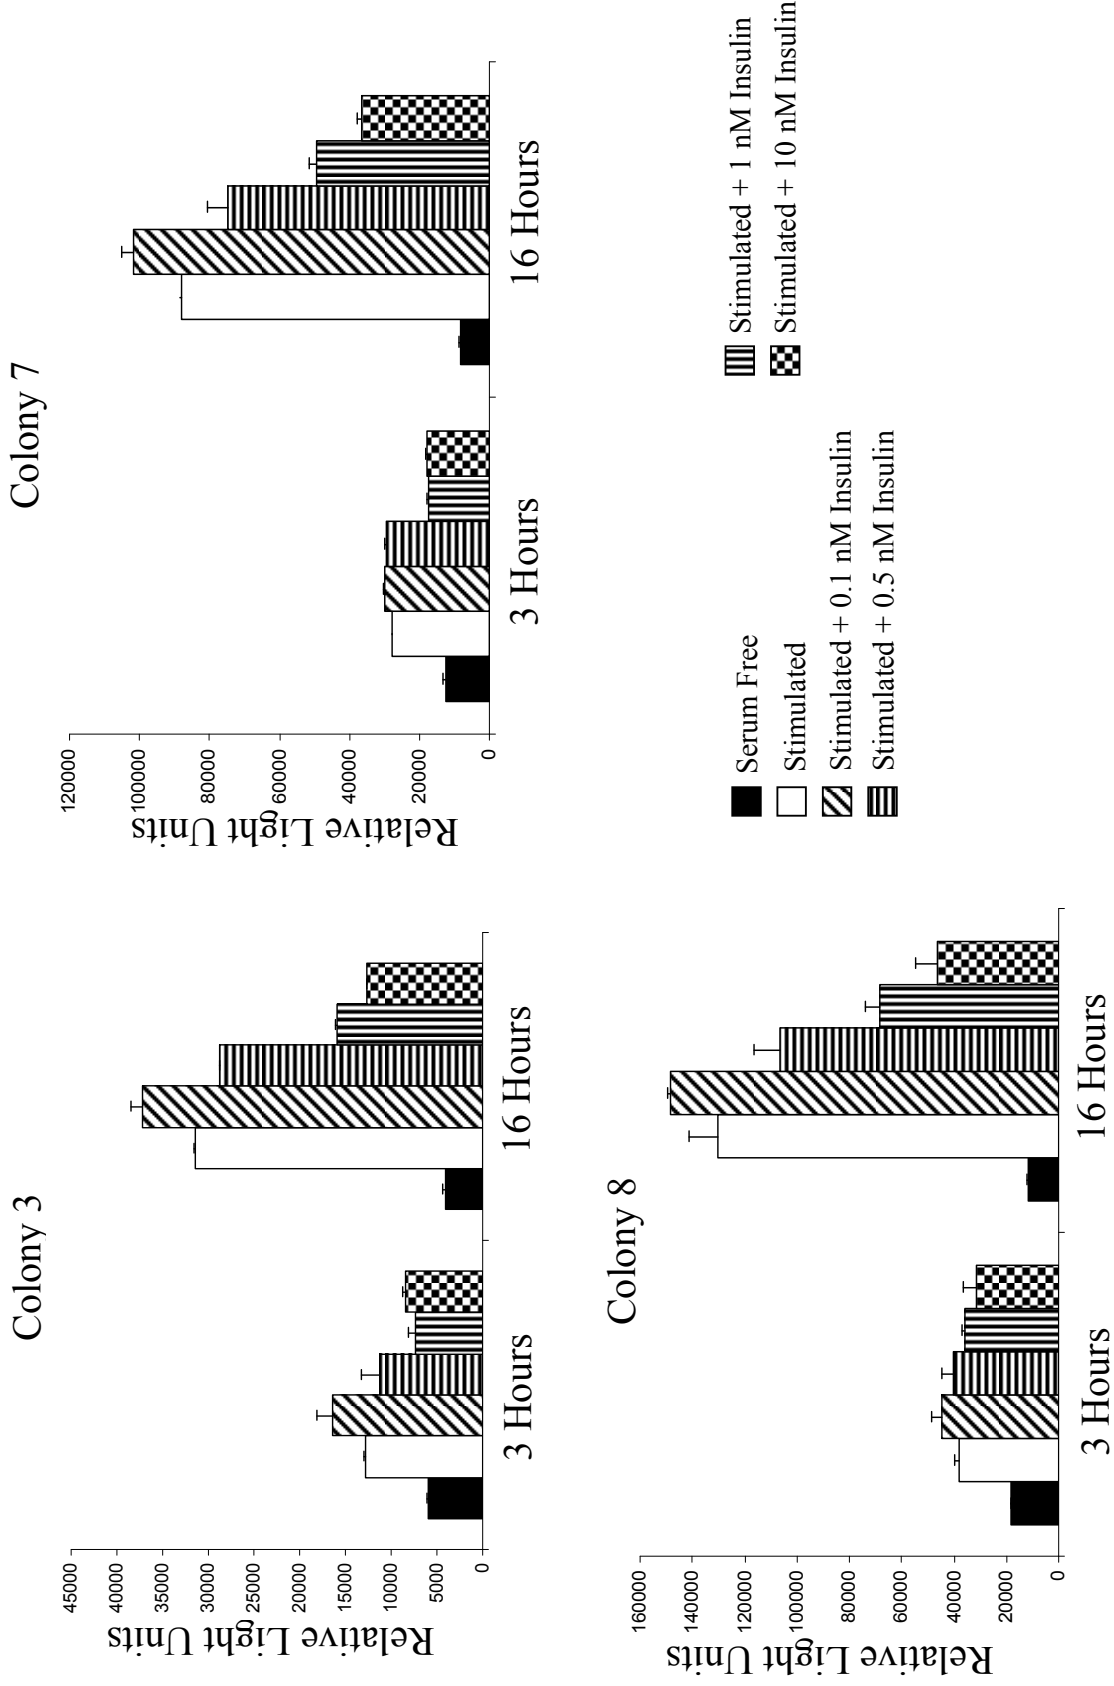 Colony 3
Relative Light Units
45000
40000
35000
30000
25000
20000
15000
10000
5000
0
3 Hours
16 Hours
Colony 7
Relative Light Units
120000
100000
80000
60000
40000
20000
0
3 Hours
16 Hours
Colony 8
Relative Light Units
160000
140000
120000
100000
80000
60000
40000
20000
0
3 Hours
16 Hours
Serum Free
Stimulated
Stimulated + 0.1 nM Insulin
Stimulated + 0.5 nM Insulin
Stimulated + 1 nM Insulin
Stimulated + 10 nM Insulin